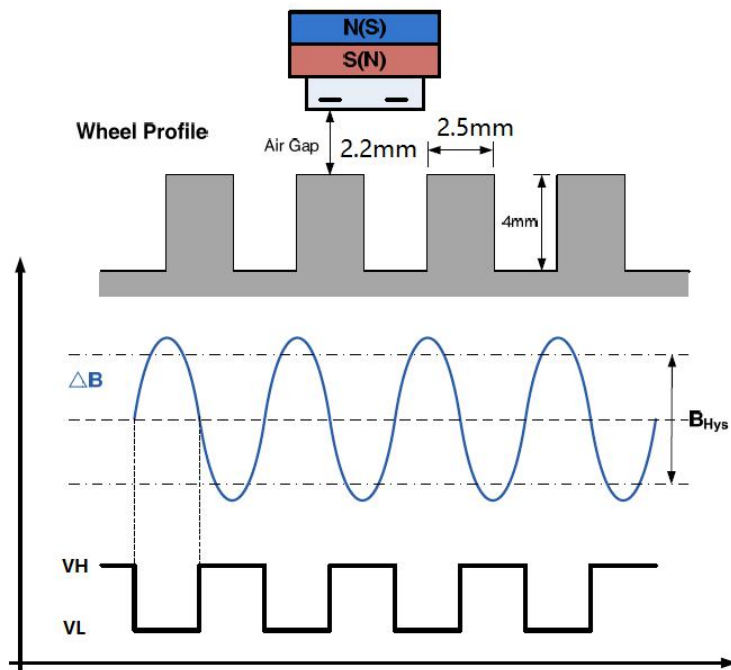 N(S)
S(N)
Wheel Profile
Air Gap
2.2mm
2.5mm
4mm
△B
BHys
VH
VL